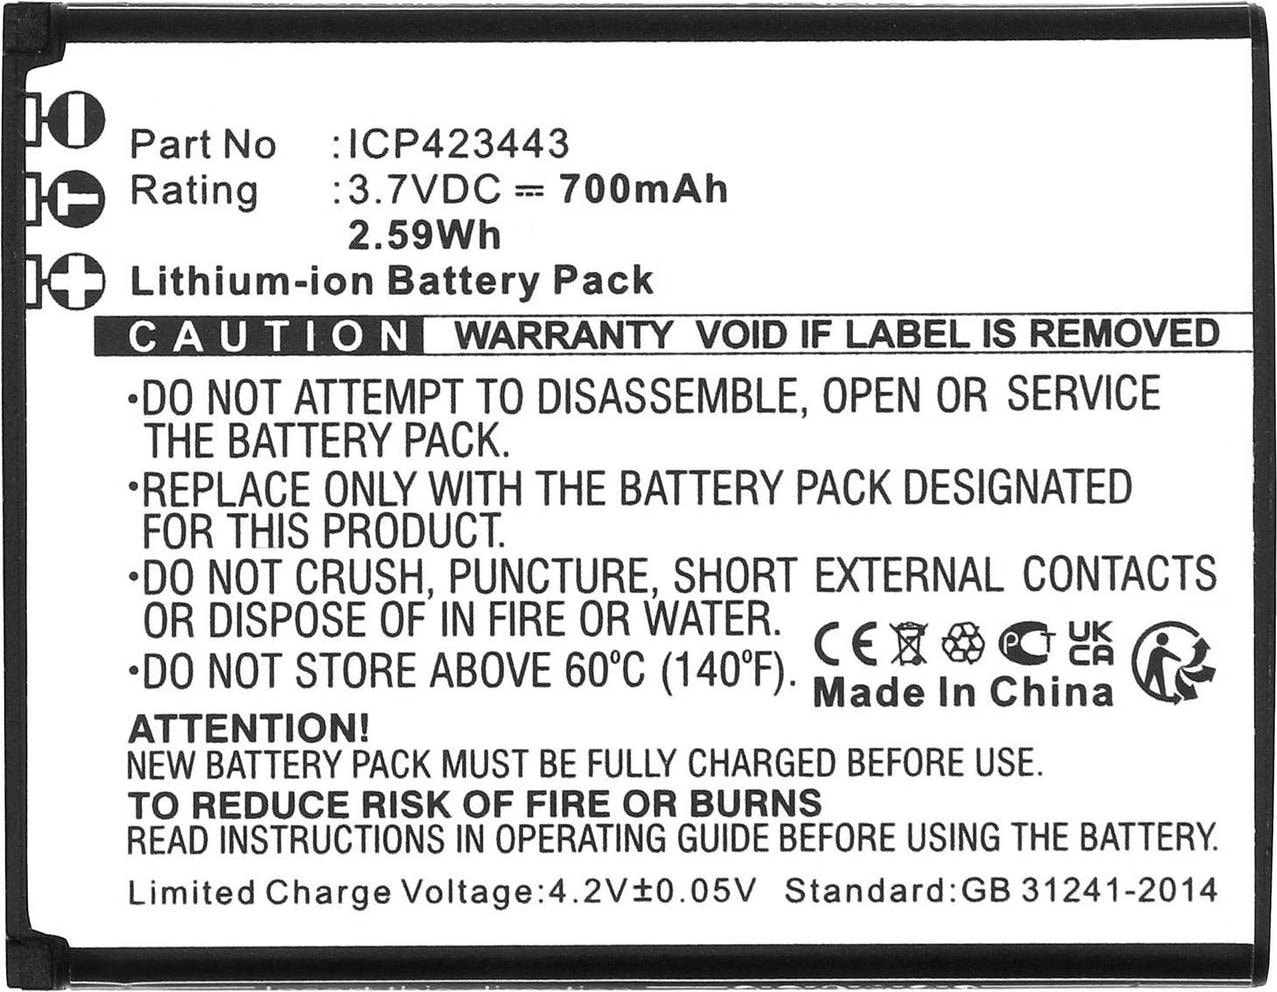 Part No :ICP423443
Rating :3.7VDC ⎓ 700mAh
2.59Wh
Lithium-ion Battery Pack
CAUTION WARRANTY VOID IF LABEL IS REMOVED
•DO NOT ATTEMPT TO DISASSEMBLE, OPEN OR SERVICE
THE BATTERY PACK.
•REPLACE ONLY WITH THE BATTERY PACK DESIGNATED
FOR THIS PRODUCT.
•DO NOT CRUSH, PUNCTURE, SHORT EXTERNAL CONTACTS
OR DISPOSE OF IN FIRE OR WATER.
•DO NOT STORE ABOVE 60°C (140°F).
CE PCT UK
CA
Made In China
ATTENTION!
NEW BATTERY PACK MUST BE FULLY CHARGED BEFORE USE.
TO REDUCE RISK OF FIRE OR BURNS
READ INSTRUCTIONS IN OPERATING GUIDE BEFORE USING THE BATTERY.
Limited Charge Voltage:4.2V±0.05V Standard:GB 31241-2014